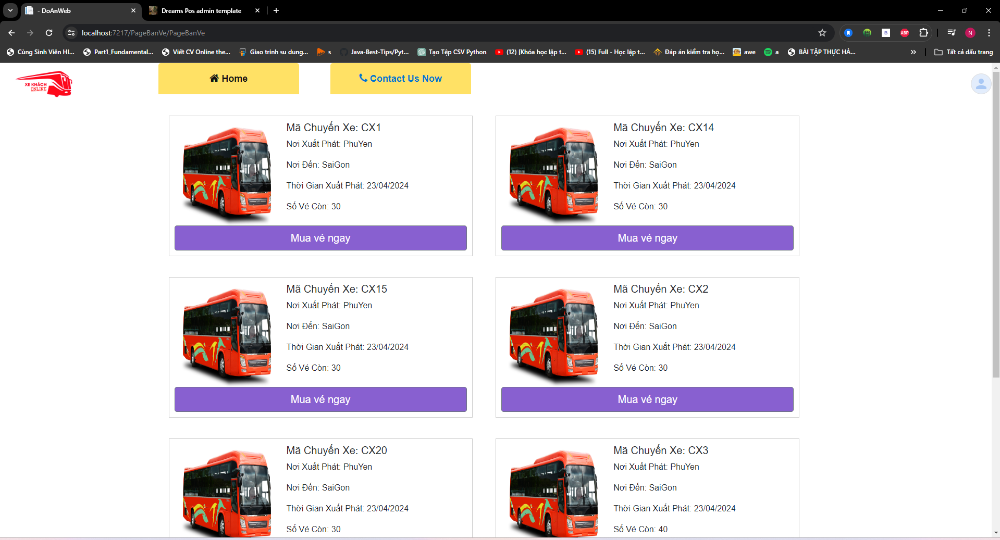 - DoAnWeb
Dreams Pos admin template
localhost:7217/PageBanVe/PageBanVe
ABP
B
N
Cùng Sinh Viên HI...
Part1_Fundamental...
Viết CV Online the...
Giao trinh su dung...
s
Java-Best-Tips/Pyt...
Tạo Tệp CSV Python
(12) [Khóa học lập t...
(15) Full - Học lập t...
Đáp án kiểm tra họ...
awe
a
BÀI TẬP THỰC HÀ...
Tất cả dấu trang
XE KHÁCH
ONLINE
Home
Contact Us Now
Mã Chuyến Xe: CX1
Nơi Xuất Phát: PhuYen
Nơi Đến: SaiGon
Thời Gian Xuất Phát: 23/04/2024
Số Vé Còn: 30
Mua vé ngay
Mã Chuyến Xe: CX14
Nơi Xuất Phát: PhuYen
Nơi Đến: SaiGon
Thời Gian Xuất Phát: 23/04/2024
Số Vé Còn: 30
Mua vé ngay
Mã Chuyến Xe: CX15
Nơi Xuất Phát: PhuYen
Nơi Đến: SaiGon
Thời Gian Xuất Phát: 23/04/2024
Số Vé Còn: 30
Mua vé ngay
Mã Chuyến Xe: CX2
Nơi Xuất Phát: PhuYen
Nơi Đến: SaiGon
Thời Gian Xuất Phát: 23/04/2024
Số Vé Còn: 30
Mua vé ngay
Mã Chuyến Xe: CX20
Nơi Xuất Phát: PhuYen
Nơi Đến: SaiGon
Thời Gian Xuất Phát: 23/04/2024
Số Vé Còn: 30
Mã Chuyến Xe: CX3
Nơi Xuất Phát: PhuYen
Nơi Đến: SaiGon
Thời Gian Xuất Phát: 23/04/2024
Số Vé Còn: 40